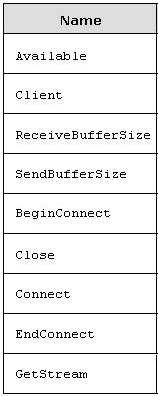 Name
Available
Client
ReceiveBufferSize
SendBufferSize
BeginConnect
Close
Connect
EndConnect
GetStream